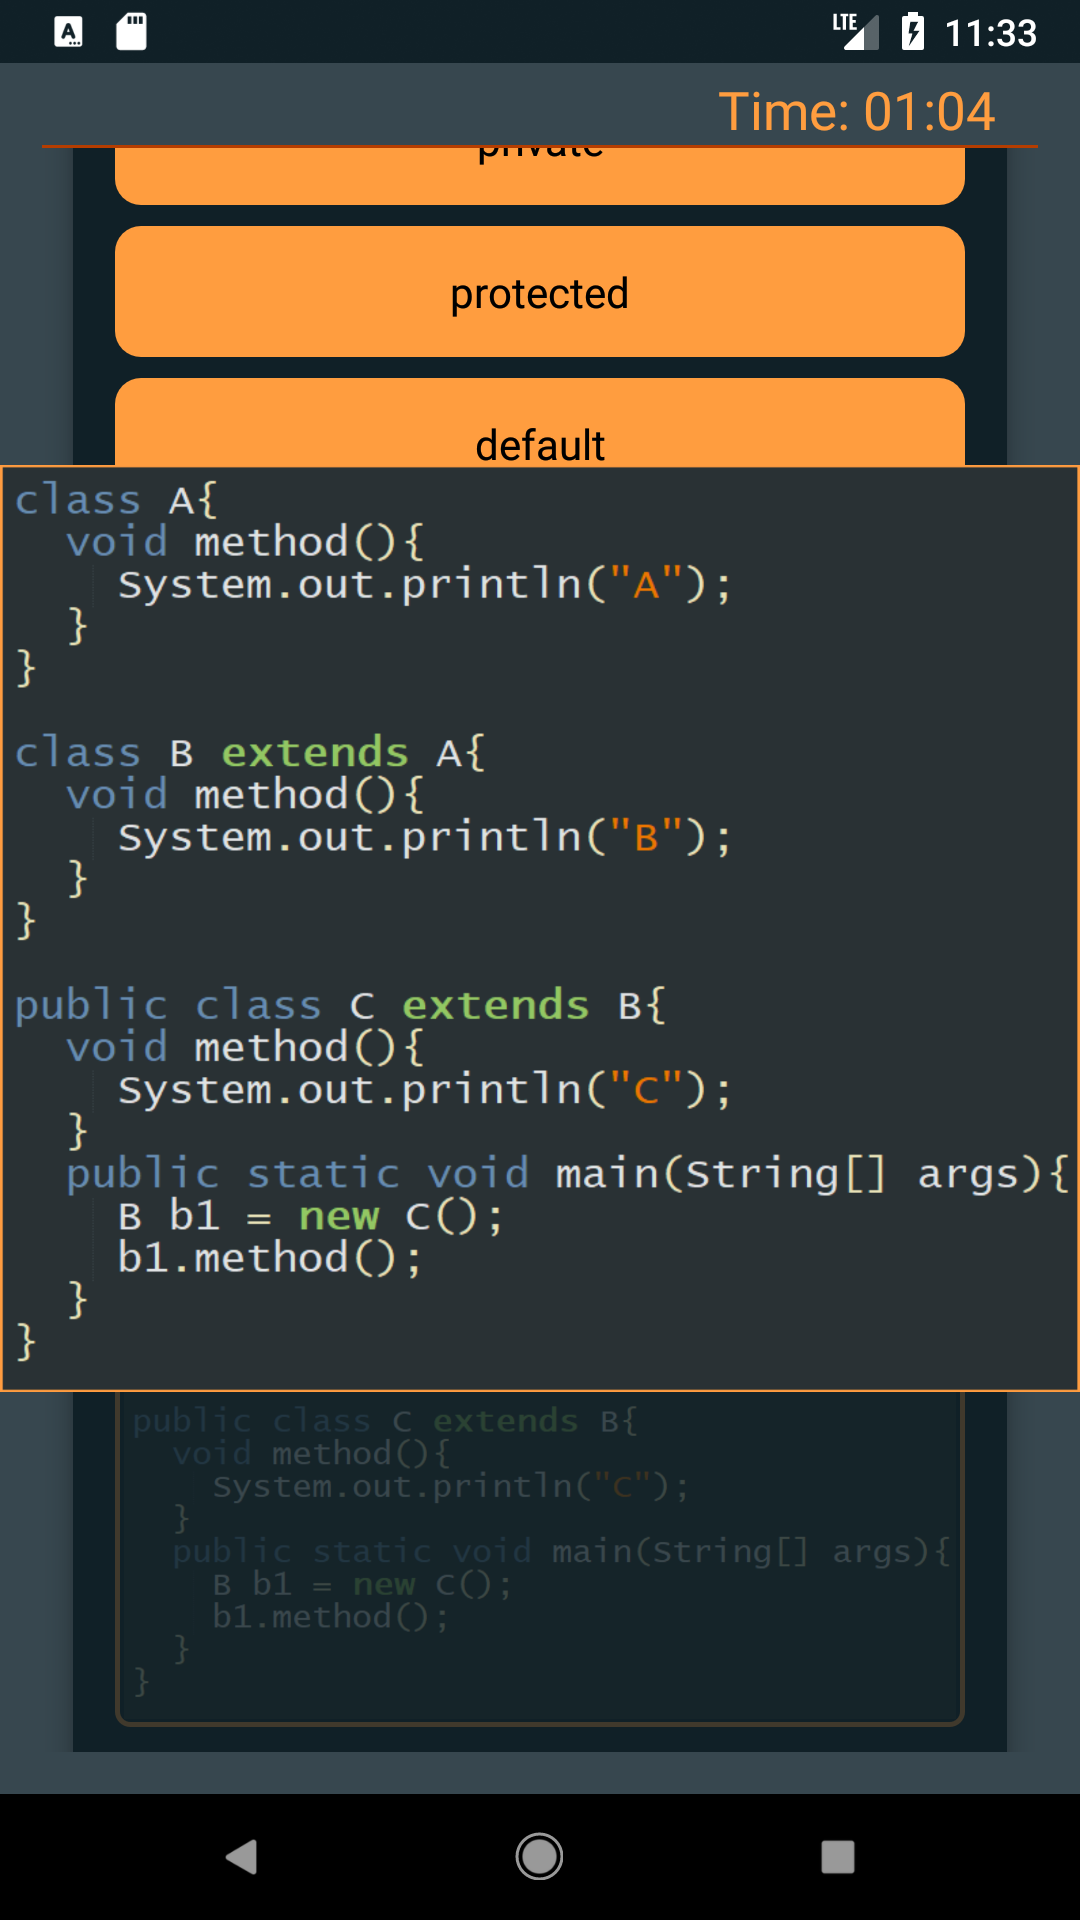 A
LTE 11:33
Time: 01:04
private
protected
default
class A{
  void method(){
    System.out.println("A");
  }
}

class B extends A{
  void method(){
    System.out.println("B");
  }
}

public class C extends B{
  void method(){
    System.out.println("C");
  }
  public static void main(String[] args){
    B b1 = new C();
    b1.method();
  }
}
public class C extends B{
  void method(){
    System.out.println("C");
  }
  public static void main(String[] args){
    B b1 = new C();
    b1.method();
  }
}